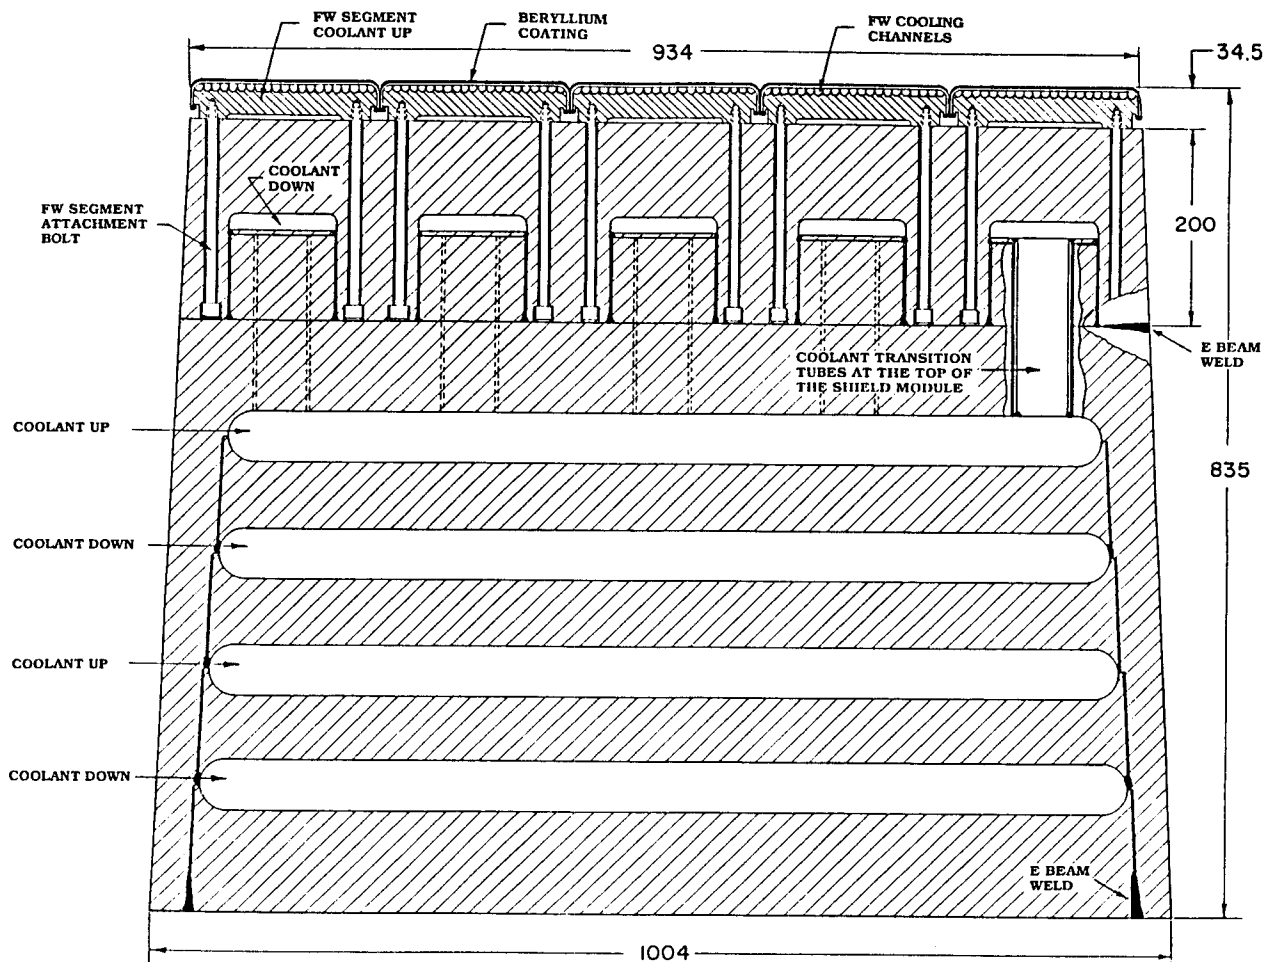 FW SEGMENT
COOLANT UP
BERYLLIUM
COATING
FW COOLING
CHANNELS
934
34.5
COOLANT
DOWN
FW SEGMENT
ATTACHMENT
BOLT
200
E BEAM
WELD
COOLANT TRANSITION
TUBES AT THE TOP OF
THE SHIELD MODULE
COOLANT UP
835
COOLANT DOWN
COOLANT UP
COOLANT DOWN
E BEAM
WELD
1004